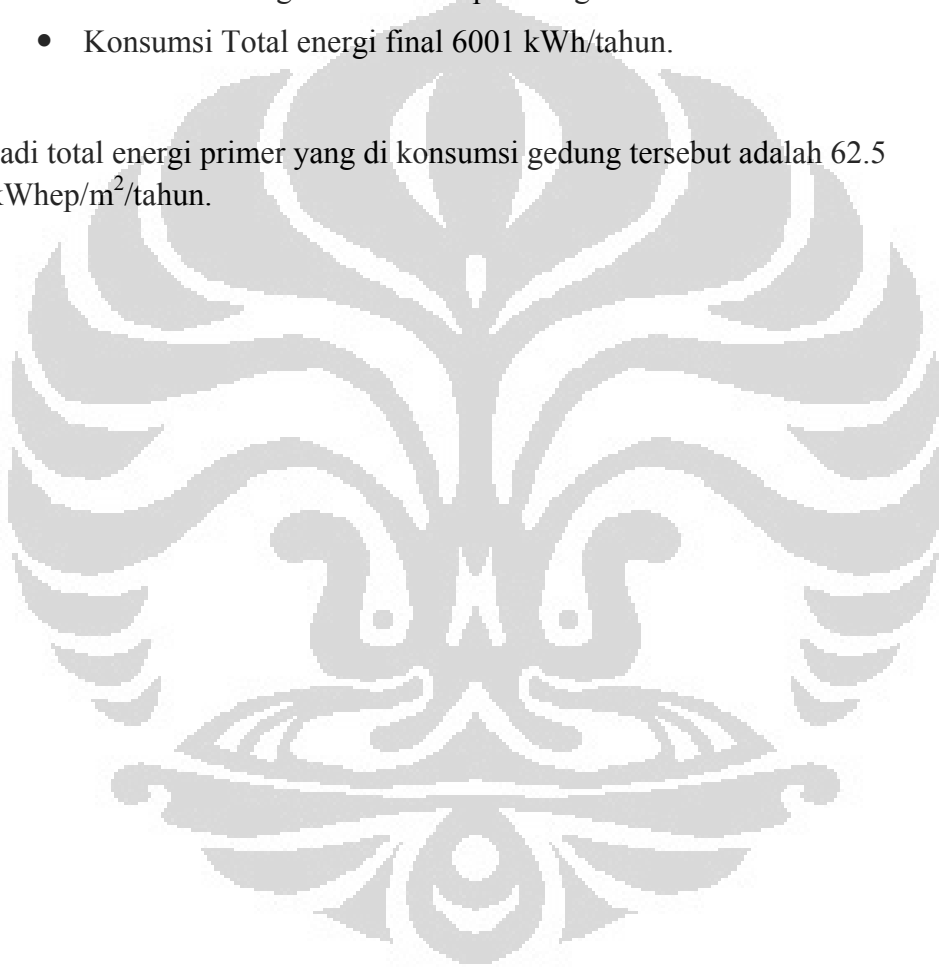 • Konsumsi Total energi final 6001 kWh/tahun.
adi total energi primer yang di konsumsi gedung tersebut adalah 62.5
kWhep/m²/tahun.